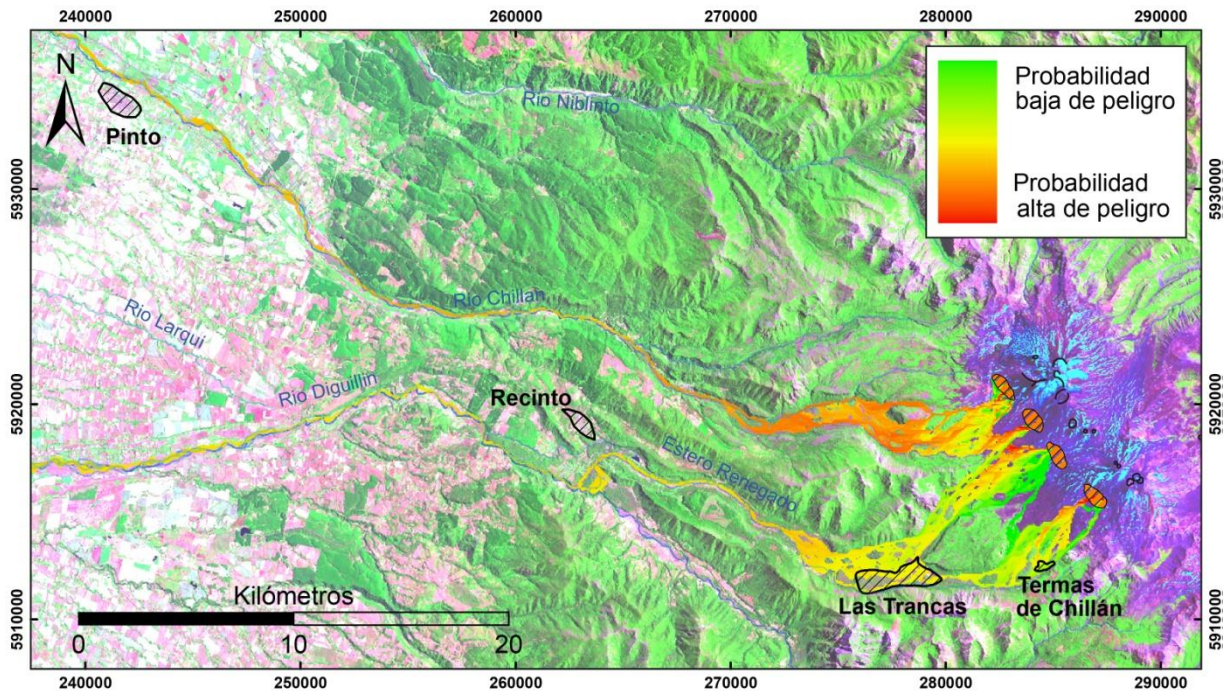 240000 250000 260000 270000 280000 290000
N
Pinto
Río Niblinto
Probabilidad
baja de peligro
Probabilidad
alta de peligro
5930000 5930000
Río Chillán
Río Larqui
Río Diguillín
Recinto
5920000 5920000
Estero Renegado
Las Trancas
Termas
de Chillán
Kilómetros
0 10 20
5910000 5910000
240000 250000 260000 270000 280000 290000